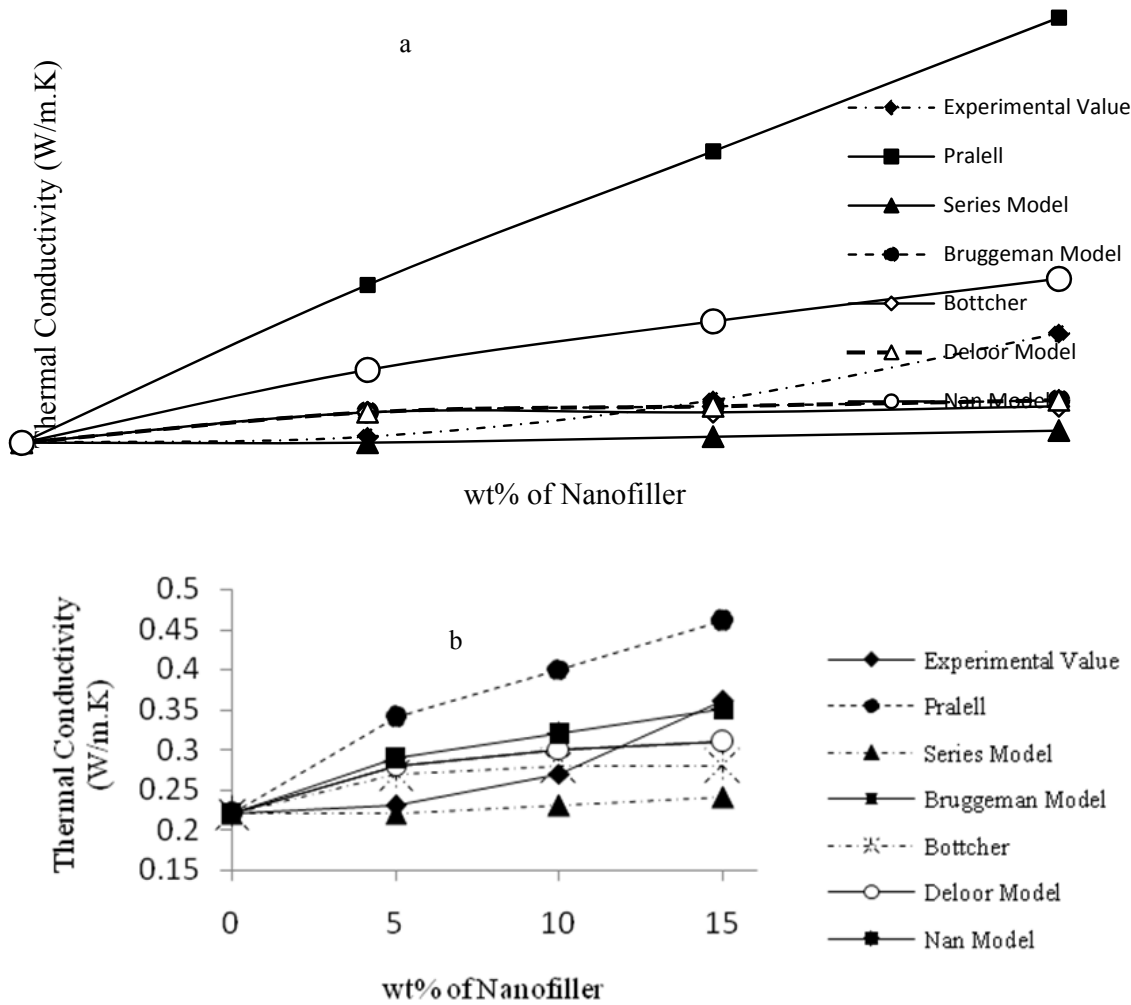 a
Thermal Conductivity (W/m.K)
Experimental Value
Pralell
Series Model
Bruggeman Model
Bottcher
Deloor Model
Nan Model
wt% of Nanofiller
b
Thermal Conductivity
(W/m.K)
0.5
0.45
0.4
0.35
0.3
0.25
0.2
0.15
0
5
10
15
wt% of Nanofiller
Experimental Value
Pralell
Series Model
Bruggeman Model
Bottcher
Deloor Model
Nan Model